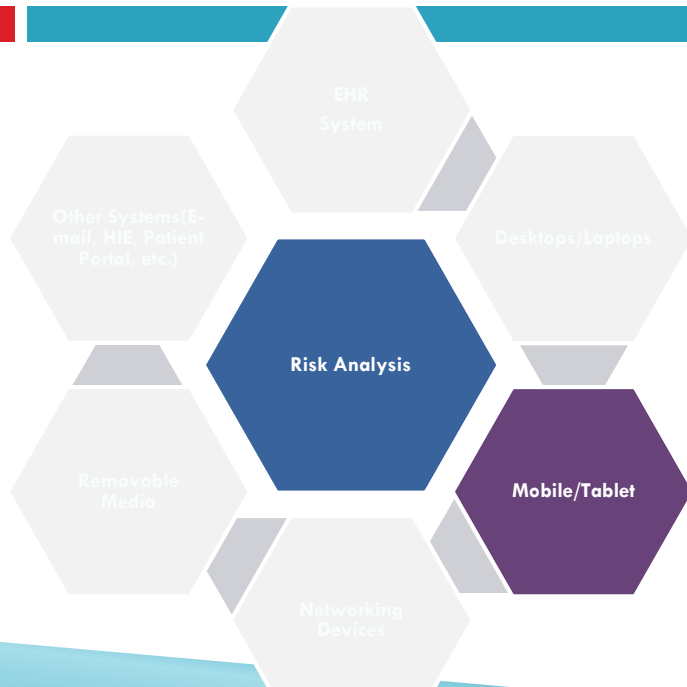 EHR
System
Other Systems(E-
mail, HIE, Patient
Portal, etc.)
Desktops/Laptops
Risk Analysis
Removable
Media
Mobile/Tablet
Networking
Devices